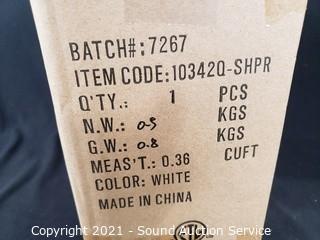 BATCH#: 7267
ITEM CODE: 10342Q-SHPR
Q'TY.: 1 PCS
N.W.: 0.5 KGS
G.W.: 0.8 KGS
MEAS'T.: 0.36 CUFT
COLOR: WHITE
MADE IN CHINA
Copyright 2021 - Sound Auction Service